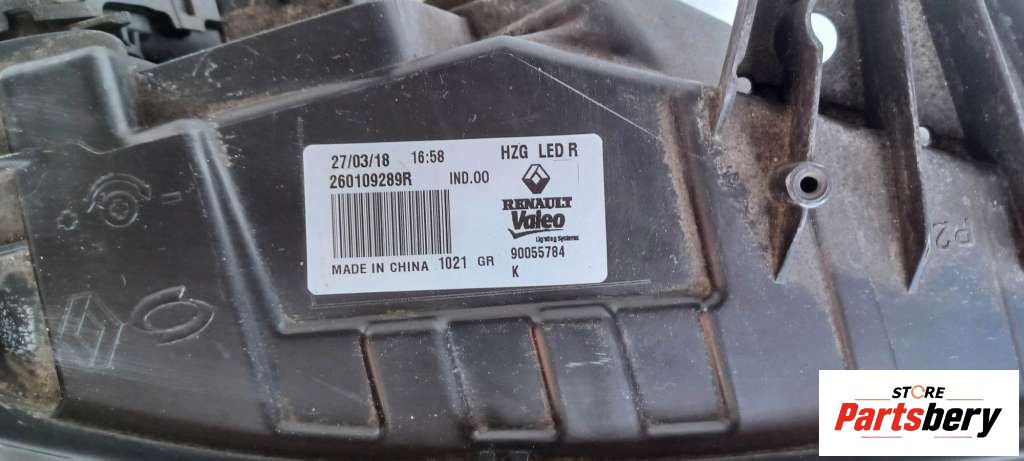 27/03/18 16:58 HZG LED R
260109289R IND.00
RENAULT
Valeo
Lighting Systems
90055784
MADE IN CHINA 1021 GR
K
P2
STORE
Partsbery